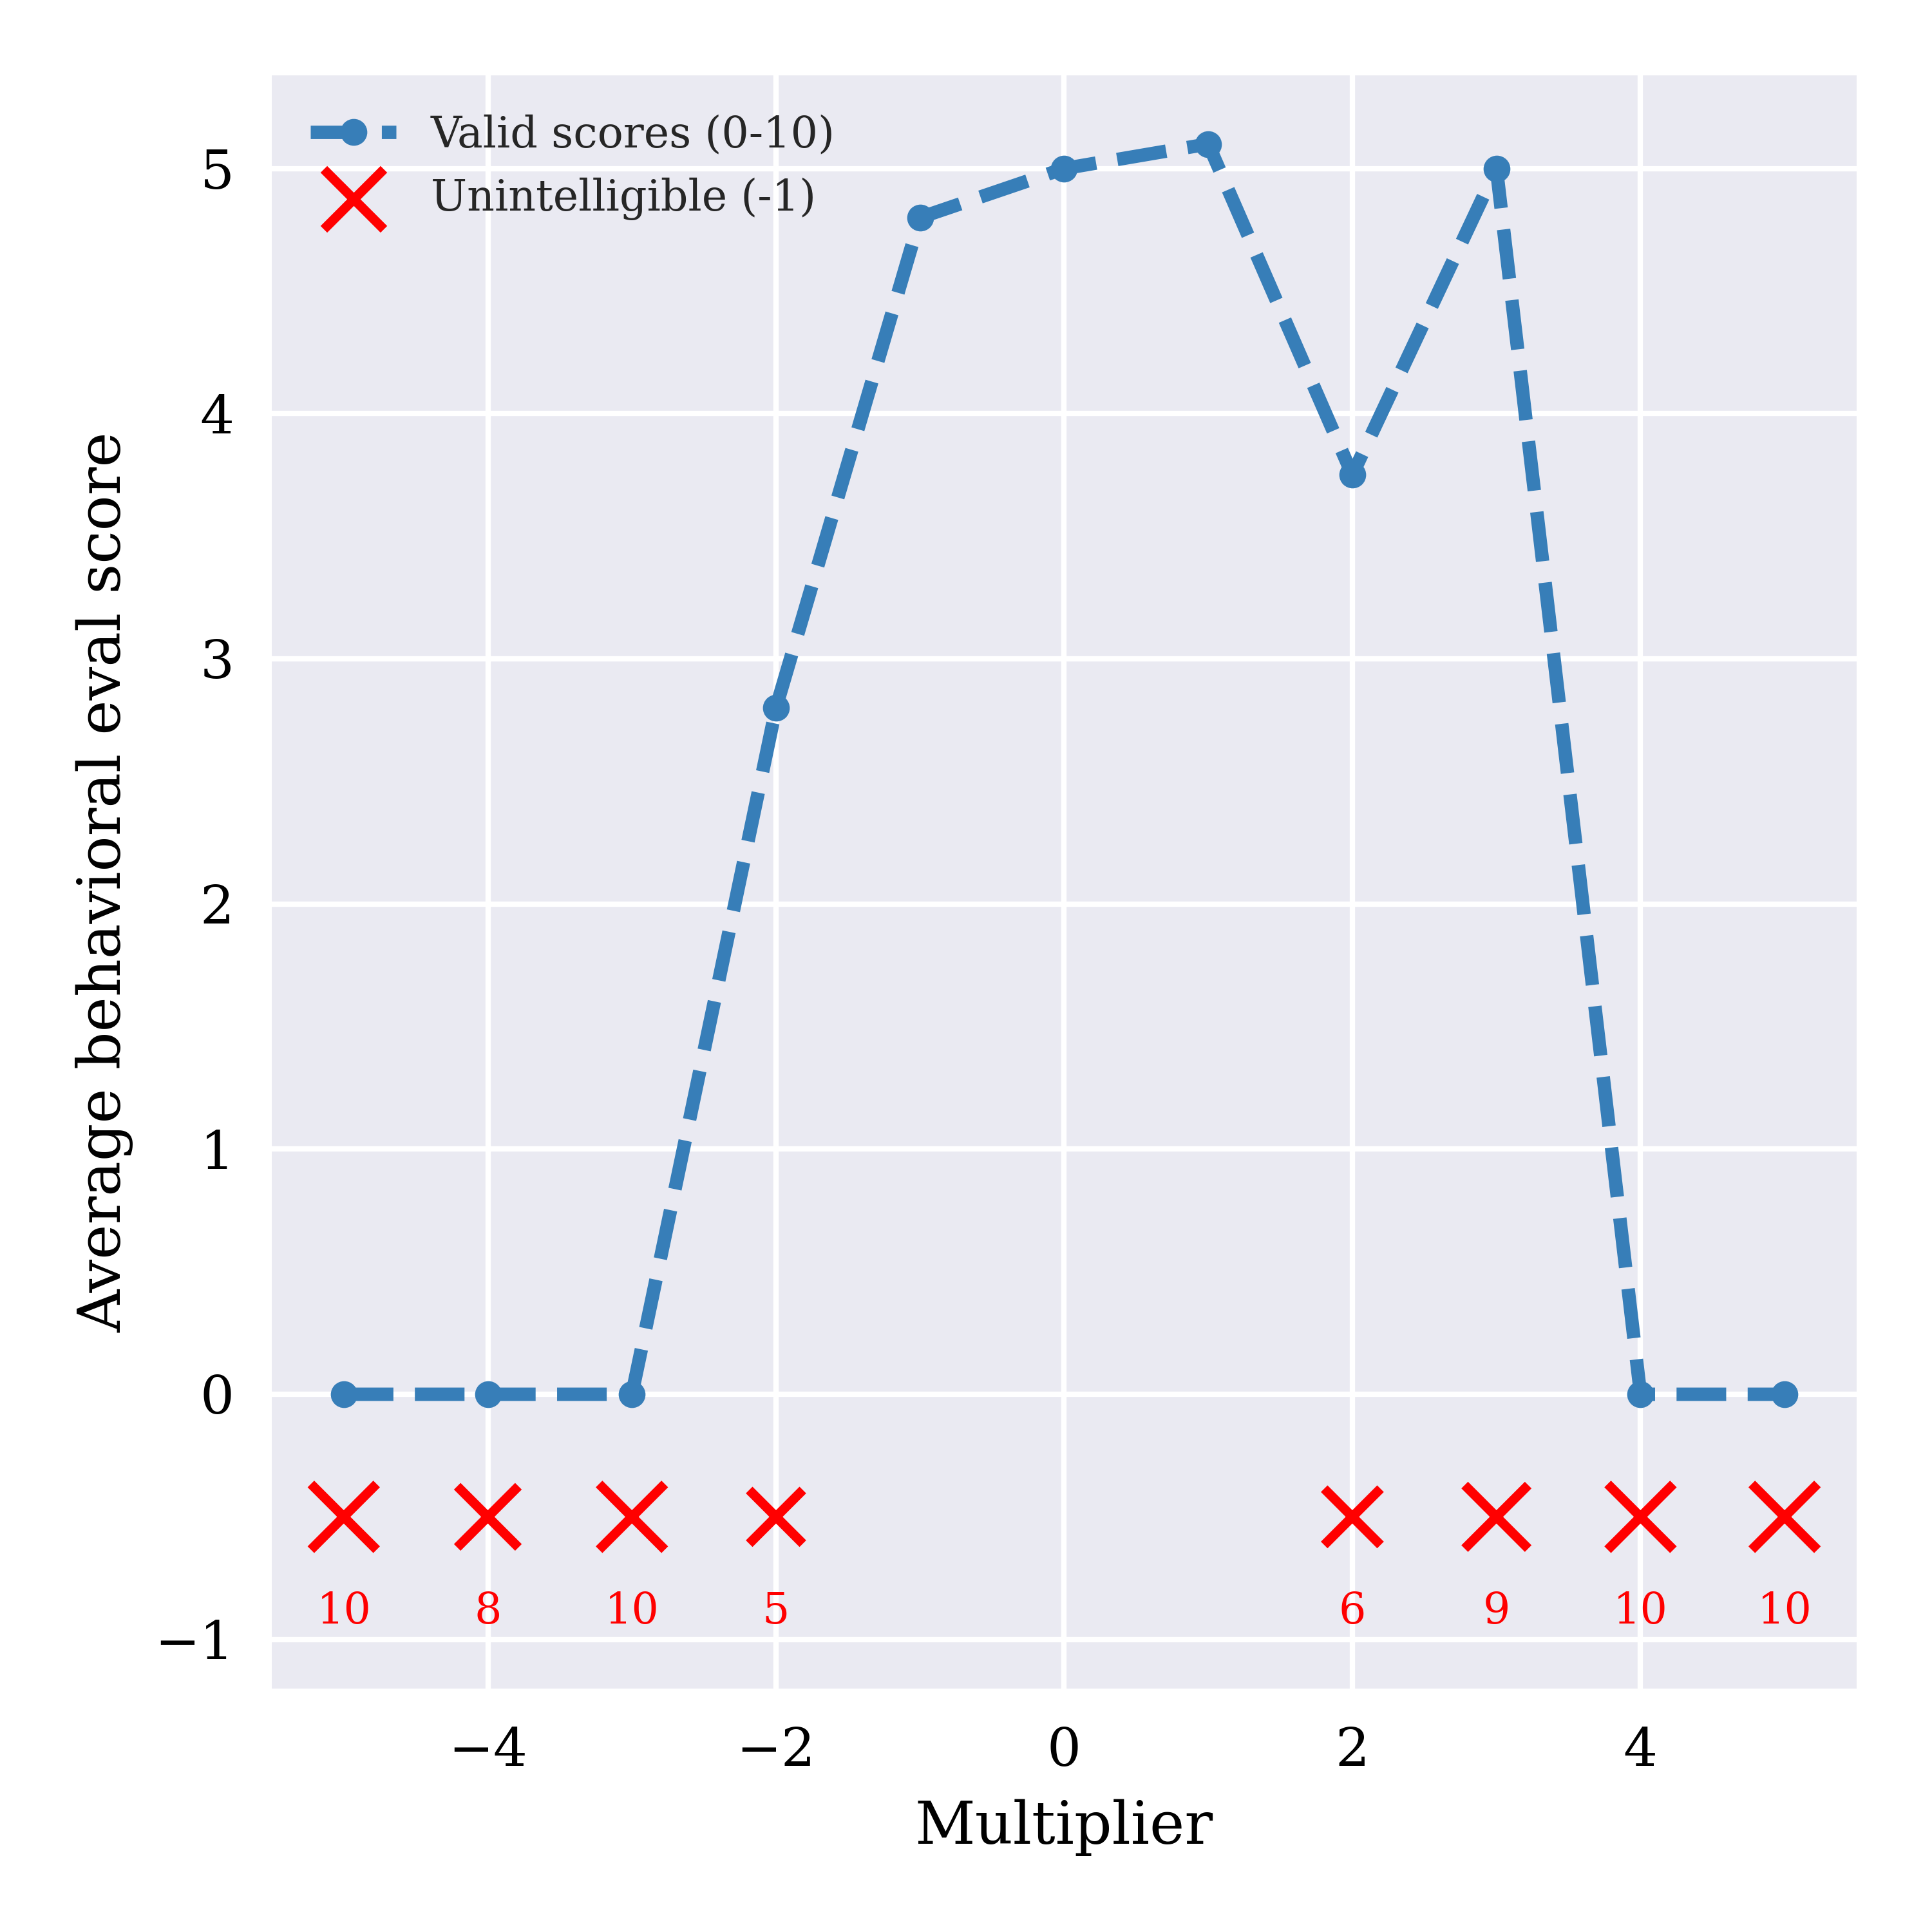 Valid scores (0-10)
Unintelligible (-1)
5
4
3
2
1
0
−1
Average behavioral eval score
10 8 10 5 6 9 10 10
−4 −2 0 2 4
Multiplier